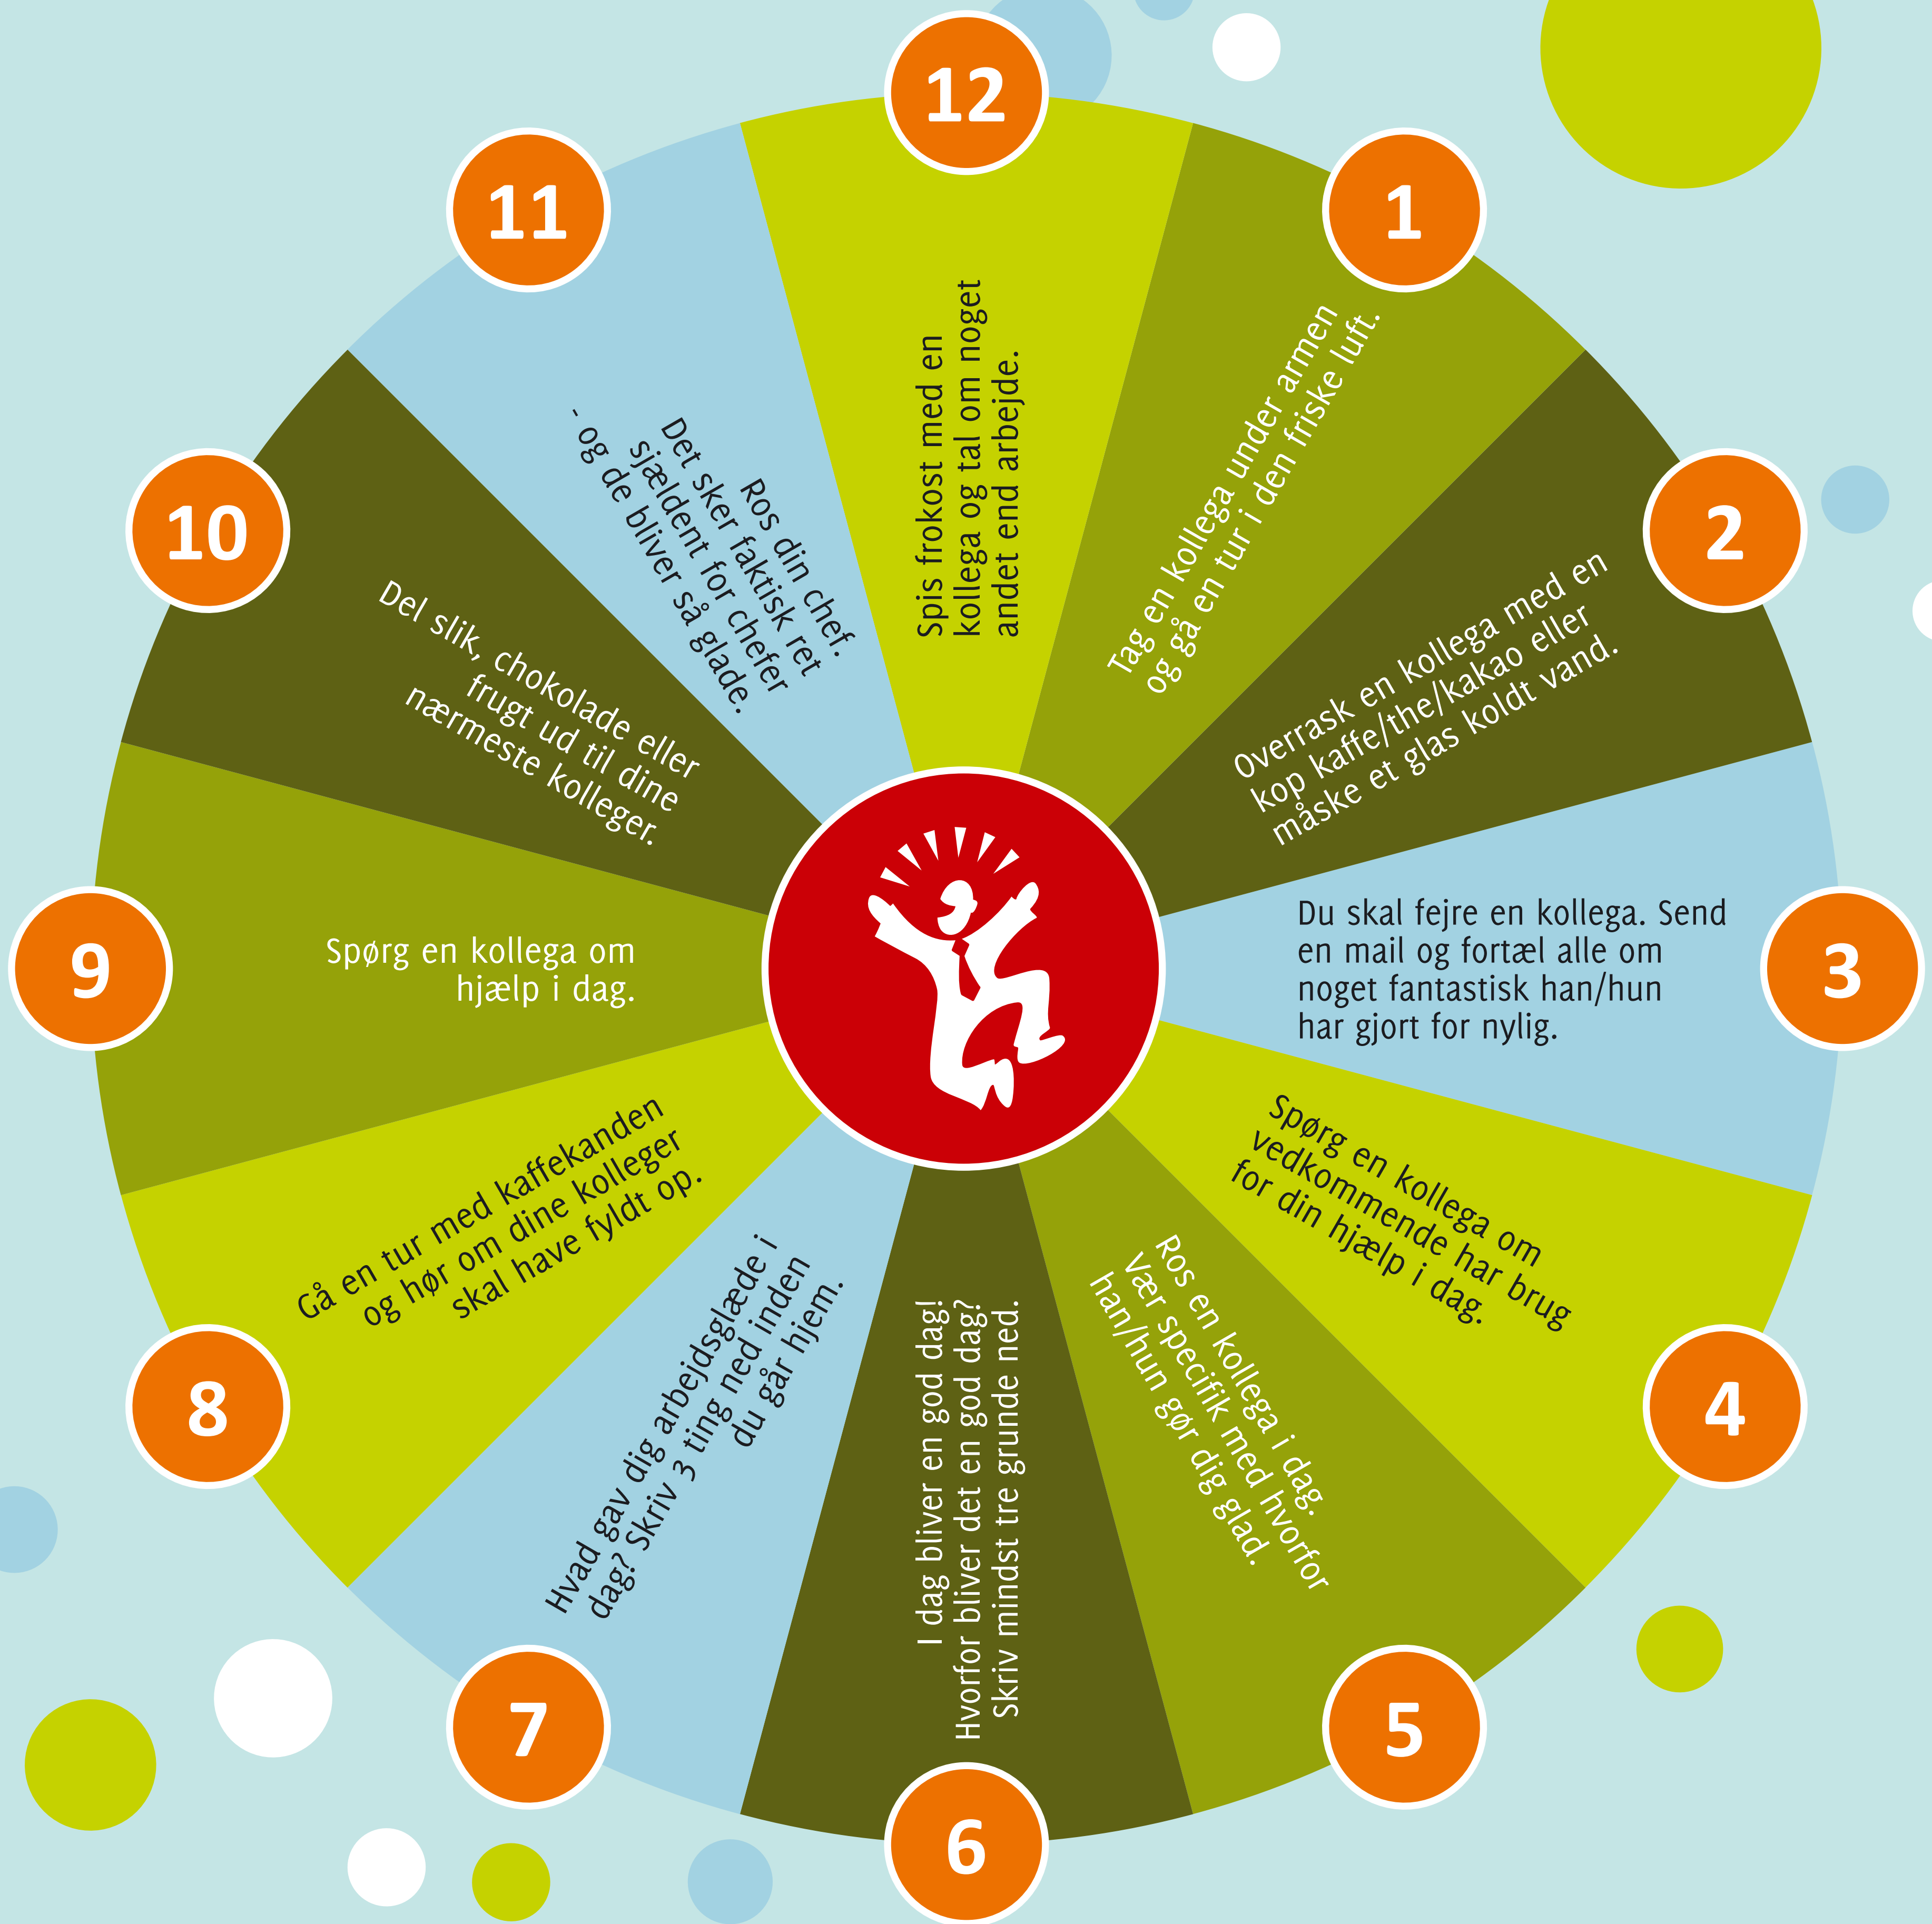 12
Spis frokost med en
kollega og tal om noget
andet end arbejde.
1
Tag en kollega under armen
og gå en tur i den friske luft.
2
Overrask en kollega med en
kop kaffe/the/kakao eller
måske et glas koldt vand.
3
Du skal fejre en kollega. Send
en mail og fortæl alle om
noget fantastisk han/hun
har gjort for nylig.
4
Spørg en kollega om
vedkommende har brug
for din hjælp i dag.
5
Ros en kollega i dag.
Vær specifik med hvorfor
han/hun gør dig glad.
6
I dag bliver en god dag!
Hvorfor bliver det en god dag?
Skriv mindst tre grunde ned.
7
Hvad gav dig arbejdsglæde i
dag? Skriv 3 ting ned inden
du går hjem.
8
Gå en tur med kaffekanden
og hør om dine kolleger
skal have fyldt op.
9
Spørg en kollega om
hjælp i dag.
10
Del slik, chokolade eller
frugt ud til dine
nærmeste kolleger.
11
Ros din chef.
Det sker faktisk ret
sjældent for chefer
- og de bliver så glade.